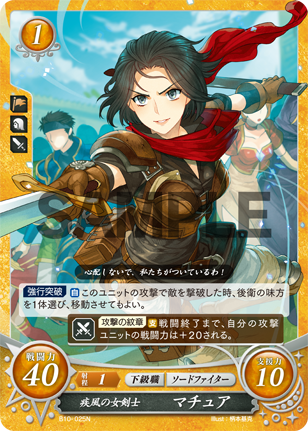 1
SAMPLE
心配しないで、私たちがついているわ！
強行突破 自 このユニットの攻撃で敵を撃破した時、後衛の味方
を1体選び、移動させてもよい。
攻撃の紋章 支 戦闘終了まで、自分の攻撃
ユニットの戦闘力は＋20される。
戦闘力
40
射程
1
下級職
ソードファイター
支援力
10
疾風の女剣士
マチュア
B10-025N